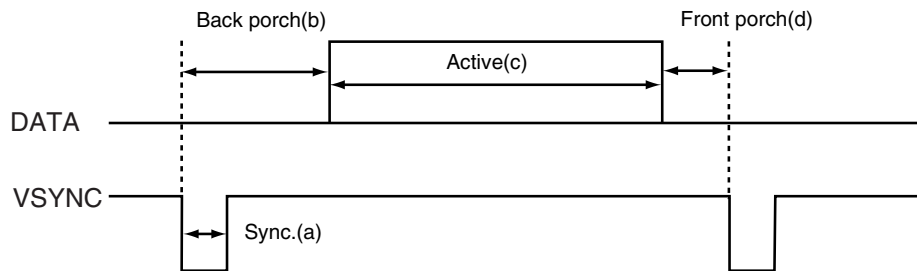 Back porch(b)
Front porch(d)
Active(c)
DATA
VSYNC
Sync.(a)